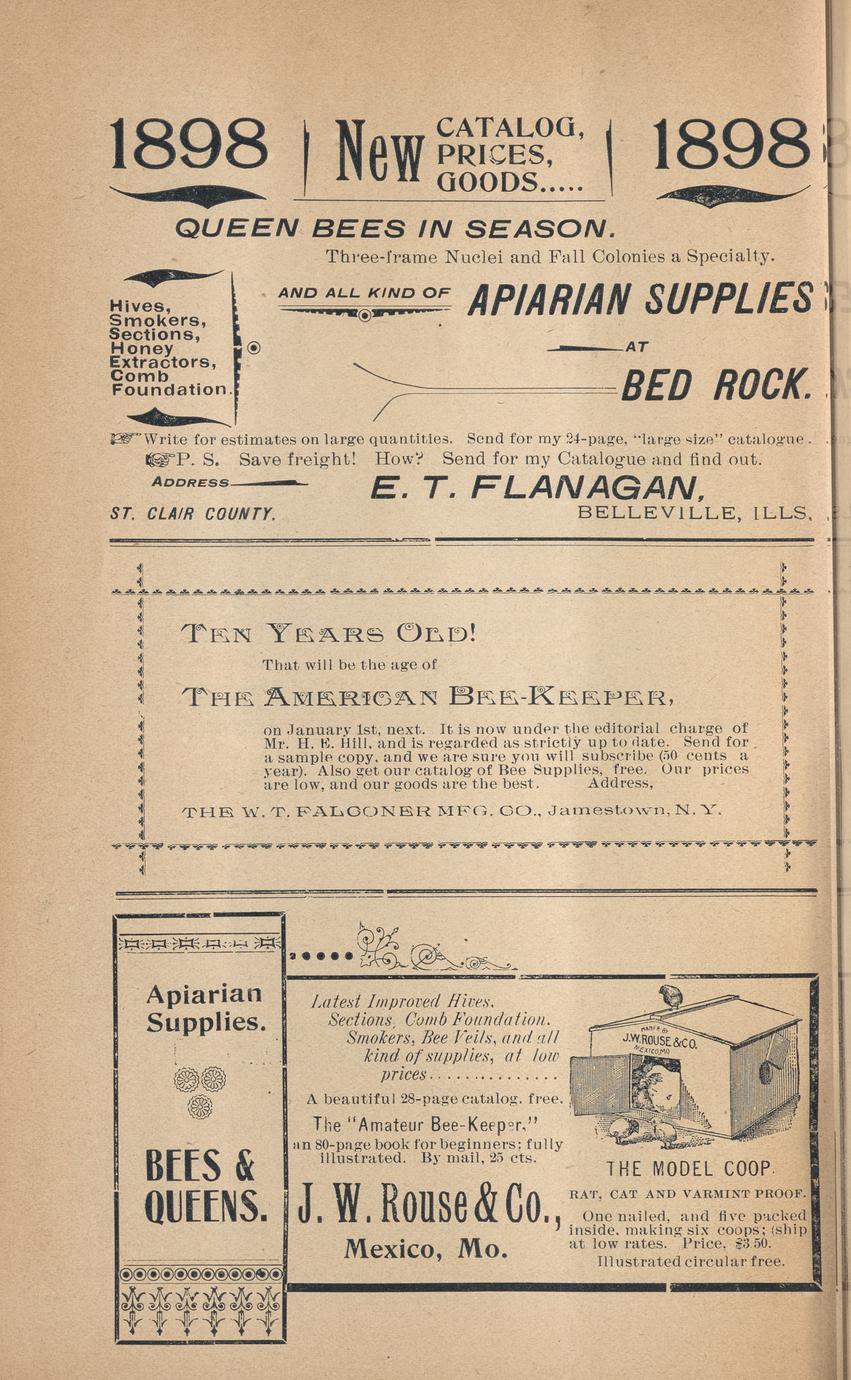 1898 New CATALOG, PRICES, GOODS..... 1898
QUEEN BEES IN SEASON.
Three-frame Nuclei and Fall Colonies a Specialty.
Hives,
Smokers,
Sections,
Honey
Extractors,
Comb
Foundation.
AND ALL KIND OF APIARIAN SUPPLIES
AT
BED ROCK.
Write for estimates on large quantities. Send for my 24-page, "large size" catalogue.
P. S. Save freight! How? Send for my Catalogue and find out.
ADDRESS E. T. FLANAGAN,
ST. CLAIR COUNTY. BELLEVILLE, ILLS,
TEN YEARS OLD!
That will be the age of
THE AMERICAN BEE-KEEPER,
on January 1st, next. It is now under the editorial charge of
Mr. H. E. Hill, and is regarded as strictly up to date. Send for
a sample copy, and we are sure you will subscribe (50 cents a
year). Also get our catalog of Bee Supplies, free. Our prices
are low, and our goods are the best. Address,
THE W. T. FALCONER MFG. CO., Jamestown, N. Y.
Apiarian
Supplies.
BEES &
QUEENS.
Latest Improved Hives.
Sections, Comb Foundation.
Smokers, Bee Veils, and all
kind of supplies, at low
prices..............
A beautiful 28-page catalog, free.
The "Amateur Bee-Keeper,"
an 80-page book for beginners; fully
illustrated. By mail, 25 cts.
J. W. Rouse & Co.,
Mexico, Mo.
MADE BY
J.W.ROUSE & CO.
MEXICO, MO
THE MODEL COOP.
RAT, CAT AND VARMINT PROOF.
One nailed, and five packed
inside, making six coops; (ship
at low rates. Price, $3.50.
Illustrated circular free.